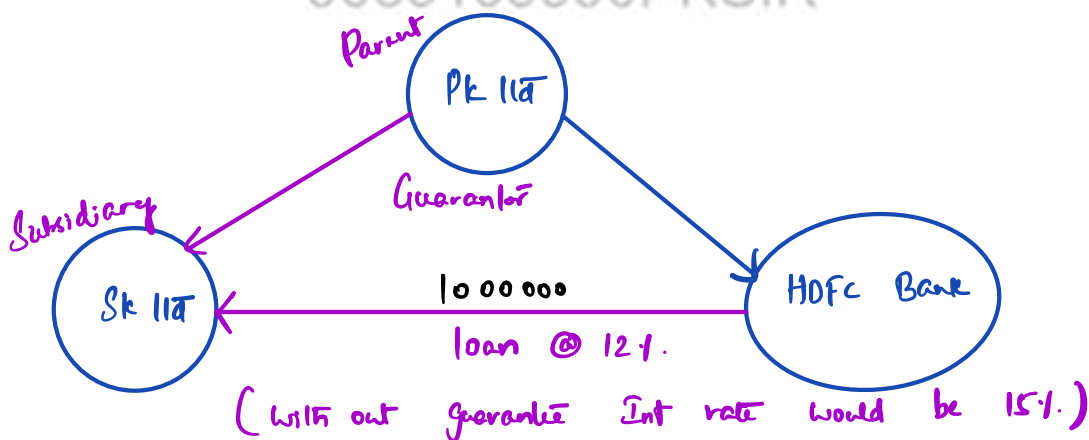 Parent
Pk ltd
Guarantor
Subsidiary
Sk ltd
1000000
HDFC Bank
loan @ 12%.
(with out guarantee Int rate would be 15%.)